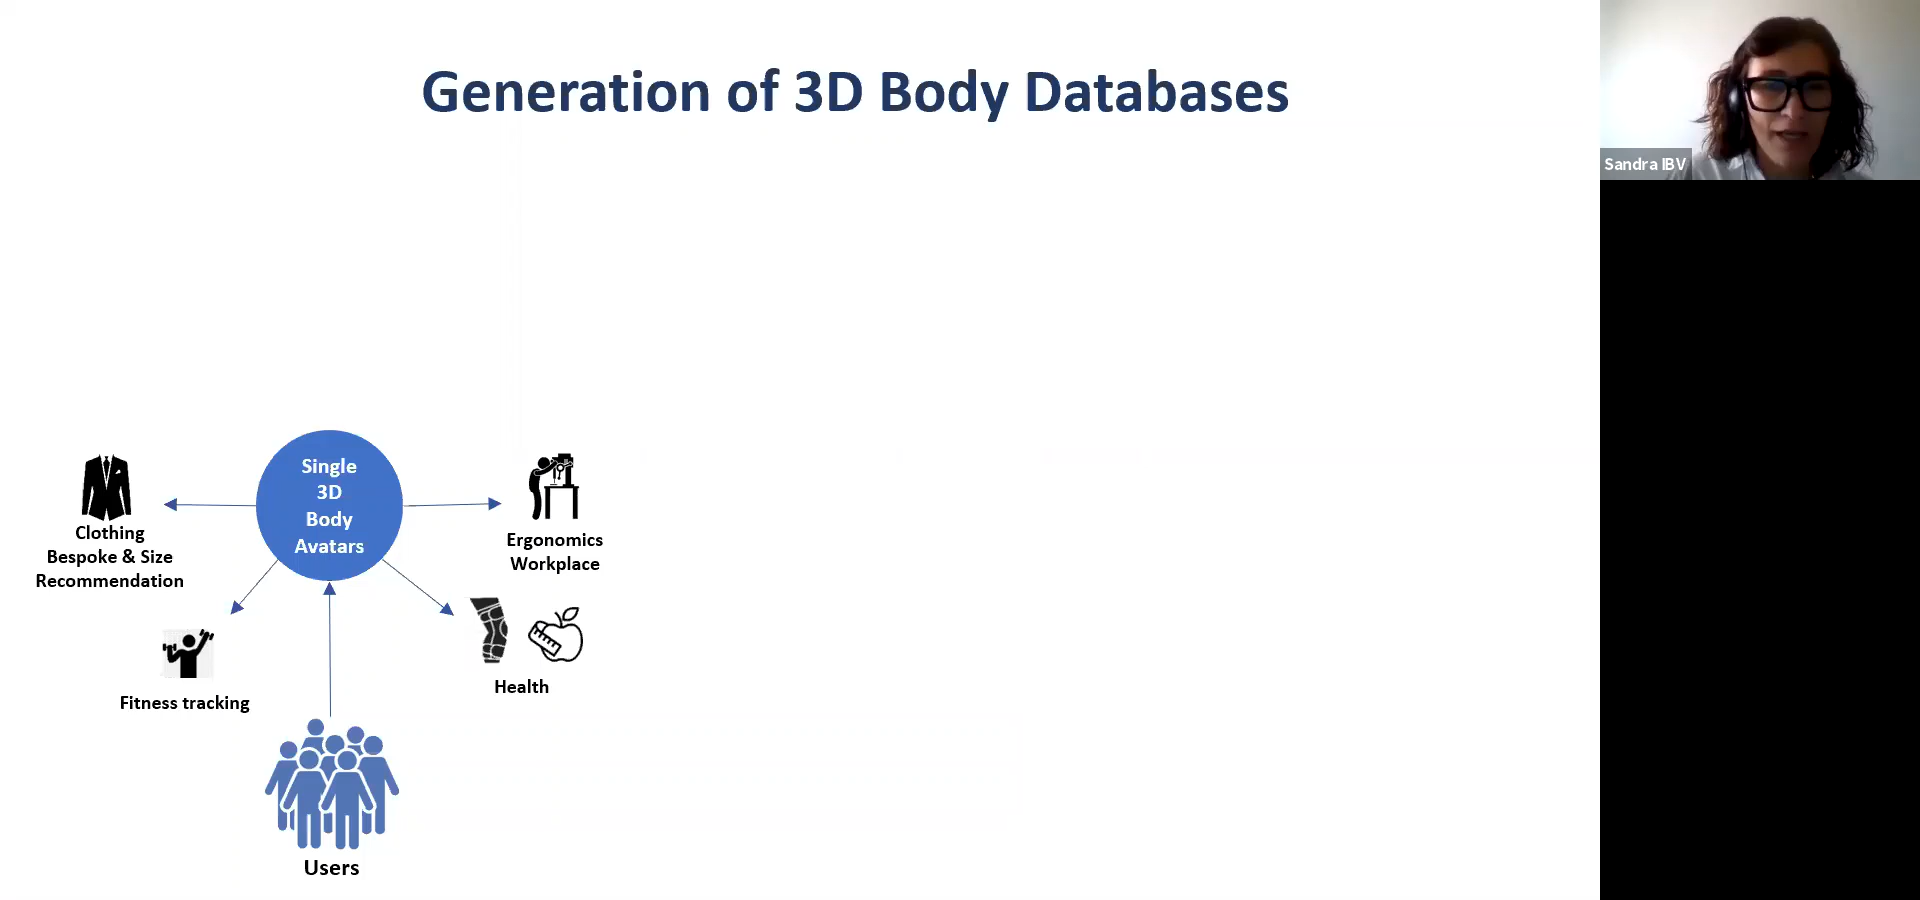 Generation of 3D Body Databases
Sandra IBV
Single
3D
Body
Avatars
Clothing
Bespoke & Size
Recommendation
Ergonomics
Workplace
Fitness tracking
Health
Users